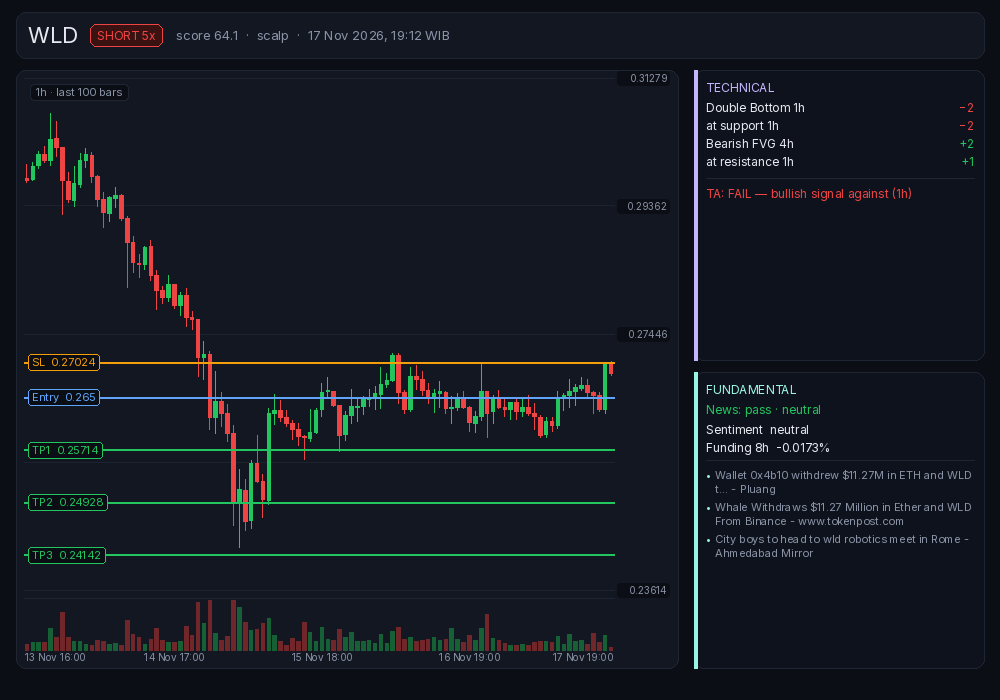 WLD SHORT 5x score 64.1 · scalp · 17 Nov 2026, 19:12 WIB
1h · last 100 bars
0.31279
0.29362
0.27446
0.23614
SL 0.27024
Entry 0.265
TP1 0.25714
TP2 0.24928
TP3 0.24142
13 Nov 16:00 14 Nov 17:00 15 Nov 18:00 16 Nov 19:00 17 Nov 19:00
TECHNICAL
Double Bottom 1h −2
at support 1h −2
Bearish FVG 4h +2
at resistance 1h +1
TA: FAIL — bullish signal against (1h)
FUNDAMENTAL
News: pass · neutral
Sentiment neutral
Funding 8h -0.0173%
• Wallet 0x4b10 withdrew $11.27M in ETH and WLD
t... - Pluang
• Whale Withdraws $11.27 Million in Ether and WLD
From Binance - www.tokenpost.com
• City boys to head to wld robotics meet in Rome -
Ahmedabad Mirror